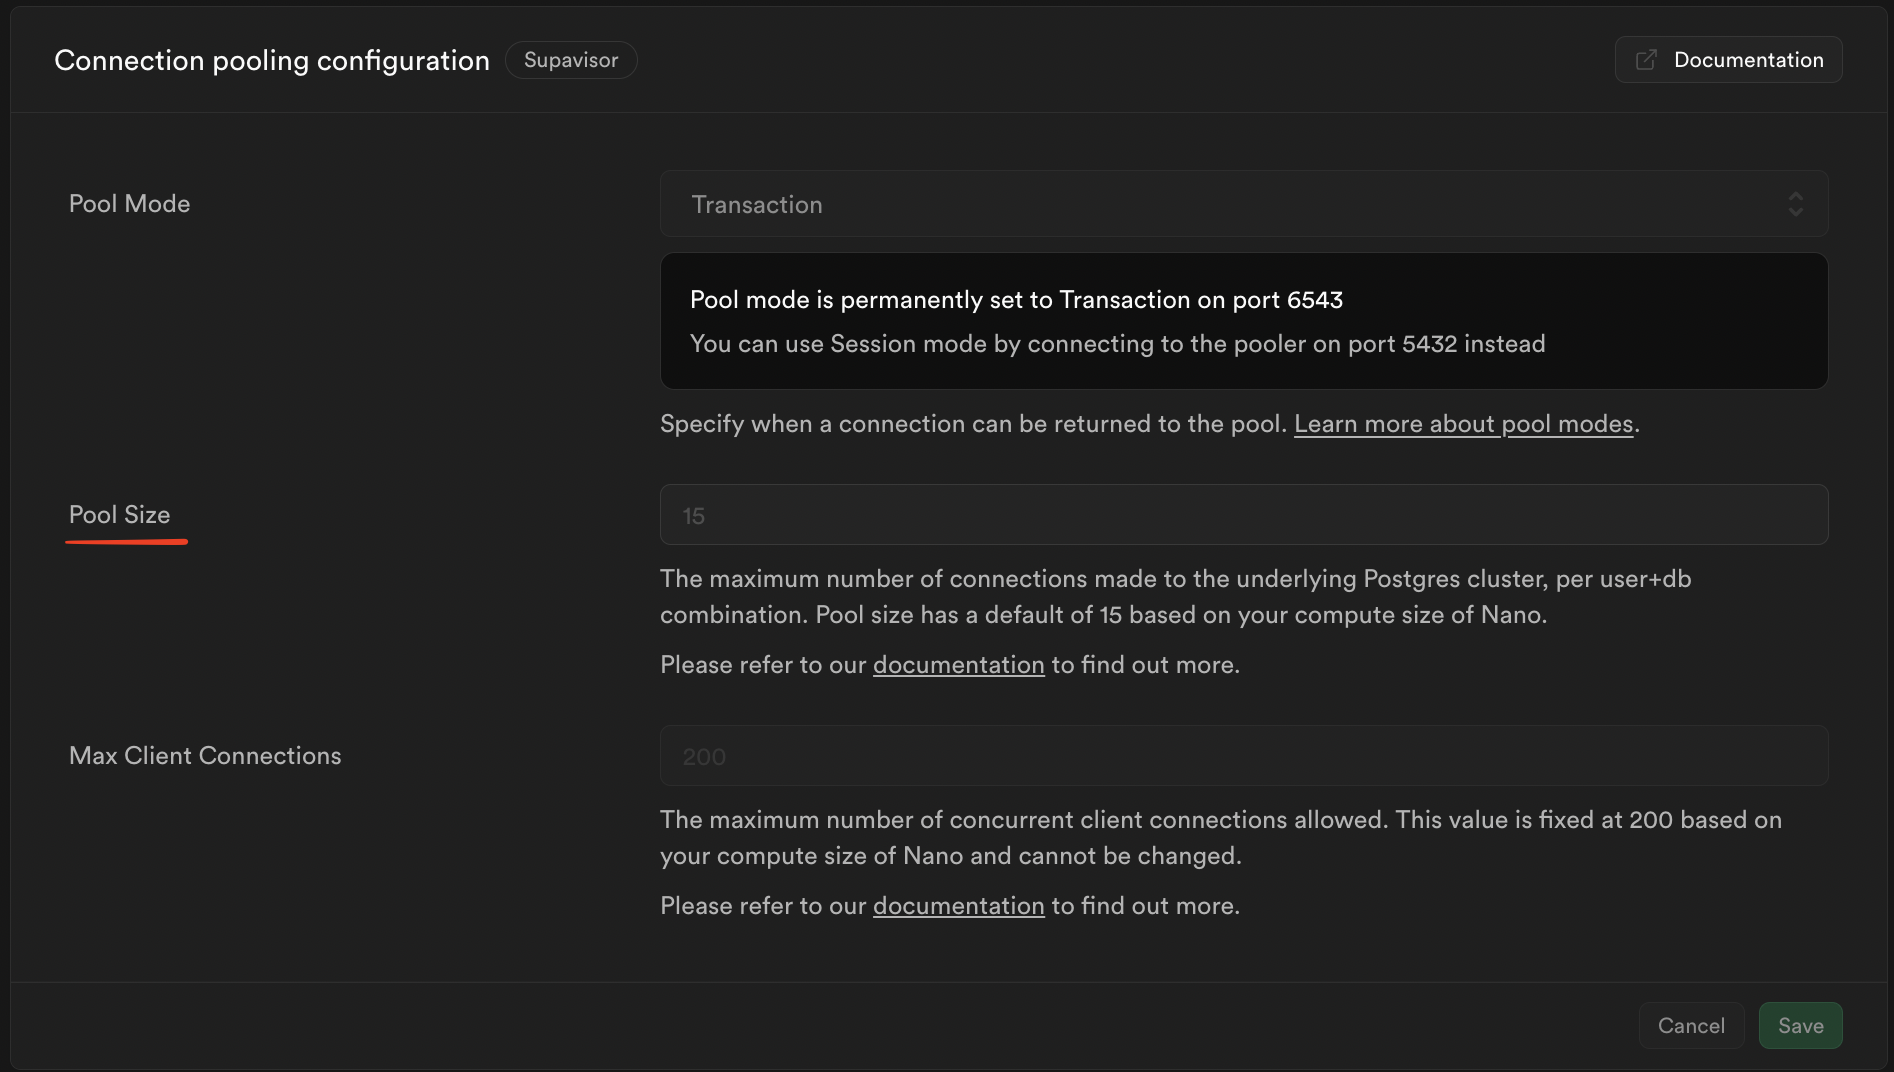 Connection pooling configuration Supavisor Documentation
Pool Mode Transaction
Pool mode is permanently set to Transaction on port 6543
You can use Session mode by connecting to the pooler on port 5432 instead
Specify when a connection can be returned to the pool. Learn more about pool modes.
Pool Size 15
The maximum number of connections made to the underlying Postgres cluster, per user+db
combination. Pool size has a default of 15 based on your compute size of Nano.
Please refer to our documentation to find out more.
Max Client Connections 200
The maximum number of concurrent client connections allowed. This value is fixed at 200 based on
your compute size of Nano and cannot be changed.
Please refer to our documentation to find out more.
Cancel Save